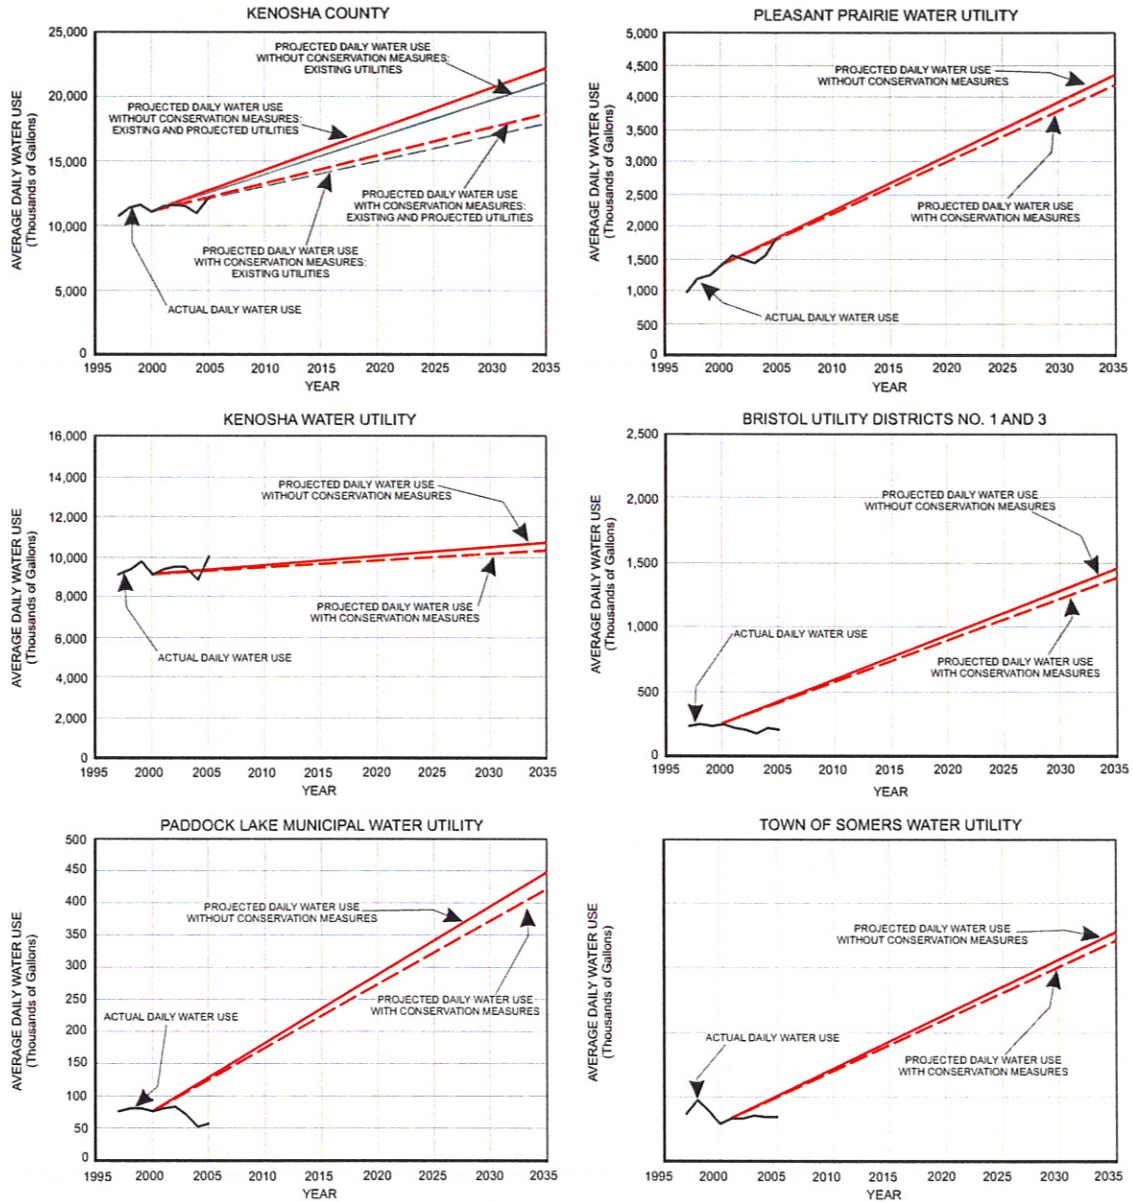 KENOSHA COUNTY
AVERAGE DAILY WATER USE
(Thousands of Gallons)
25,000
20,000
15,000
10,000
5,000
0
PROJECTED DAILY WATER USE
WITHOUT CONSERVATION MEASURES:
EXISTING UTILITIES
PROJECTED DAILY WATER USE
WITHOUT CONSERVATION MEASURES:
EXISTING AND PROJECTED UTILITIES
PROJECTED DAILY WATER USE
WITH CONSERVATION MEASURES:
EXISTING AND PROJECTED UTILITIES
PROJECTED DAILY WATER USE
WITH CONSERVATION MEASURES:
EXISTING UTILITIES
ACTUAL DAILY WATER USE
1995 2000 2005 2010 2015 2020 2025 2030 2035
YEAR
PLEASANT PRAIRIE WATER UTILITY
AVERAGE DAILY WATER USE
(Thousands of Gallons)
5,000
4,500
4,000
3,500
3,000
2,500
2,000
1,500
1,000
500
0
PROJECTED DAILY WATER USE
WITHOUT CONSERVATION MEASURES
PROJECTED DAILY WATER USE
WITH CONSERVATION MEASURES
ACTUAL DAILY WATER USE
1995 2000 2005 2010 2015 2020 2025 2030 2035
YEAR
KENOSHA WATER UTILITY
AVERAGE DAILY WATER USE
(Thousands of Gallons)
16,000
14,000
12,000
10,000
8,000
6,000
4,000
2,000
0
PROJECTED DAILY WATER USE
WITHOUT CONSERVATION MEASURES
PROJECTED DAILY WATER USE
WITH CONSERVATION MEASURES
ACTUAL DAILY WATER USE
1995 2000 2005 2010 2015 2020 2025 2030 2035
YEAR
BRISTOL UTILITY DISTRICTS NO. 1 AND 3
AVERAGE DAILY WATER USE
(Thousands of Gallons)
2,500
2,000
1,500
1,000
500
0
PROJECTED DAILY WATER USE
WITHOUT CONSERVATION MEASURES
ACTUAL DAILY WATER USE
PROJECTED DAILY WATER USE
WITH CONSERVATION MEASURES
1995 2000 2005 2010 2015 2020 2025 2030 2035
YEAR
PADDOCK LAKE MUNICIPAL WATER UTILITY
AVERAGE DAILY WATER USE
(Thousands of Gallons)
500
450
400
350
300
250
200
150
100
50
0
PROJECTED DAILY WATER USE
WITHOUT CONSERVATION MEASURES
PROJECTED DAILY WATER USE
WITH CONSERVATION MEASURES
ACTUAL DAILY WATER USE
1995 2000 2005 2010 2015 2020 2025 2030 2035
YEAR
TOWN OF SOMERS WATER UTILITY
AVERAGE DAILY WATER USE
(Thousands of Gallons)
PROJECTED DAILY WATER USE
WITHOUT CONSERVATION MEASURES
ACTUAL DAILY WATER USE
PROJECTED DAILY WATER USE
WITH CONSERVATION MEASURES
1995 2000 2005 2010 2015 2020 2025 2030 2035
YEAR